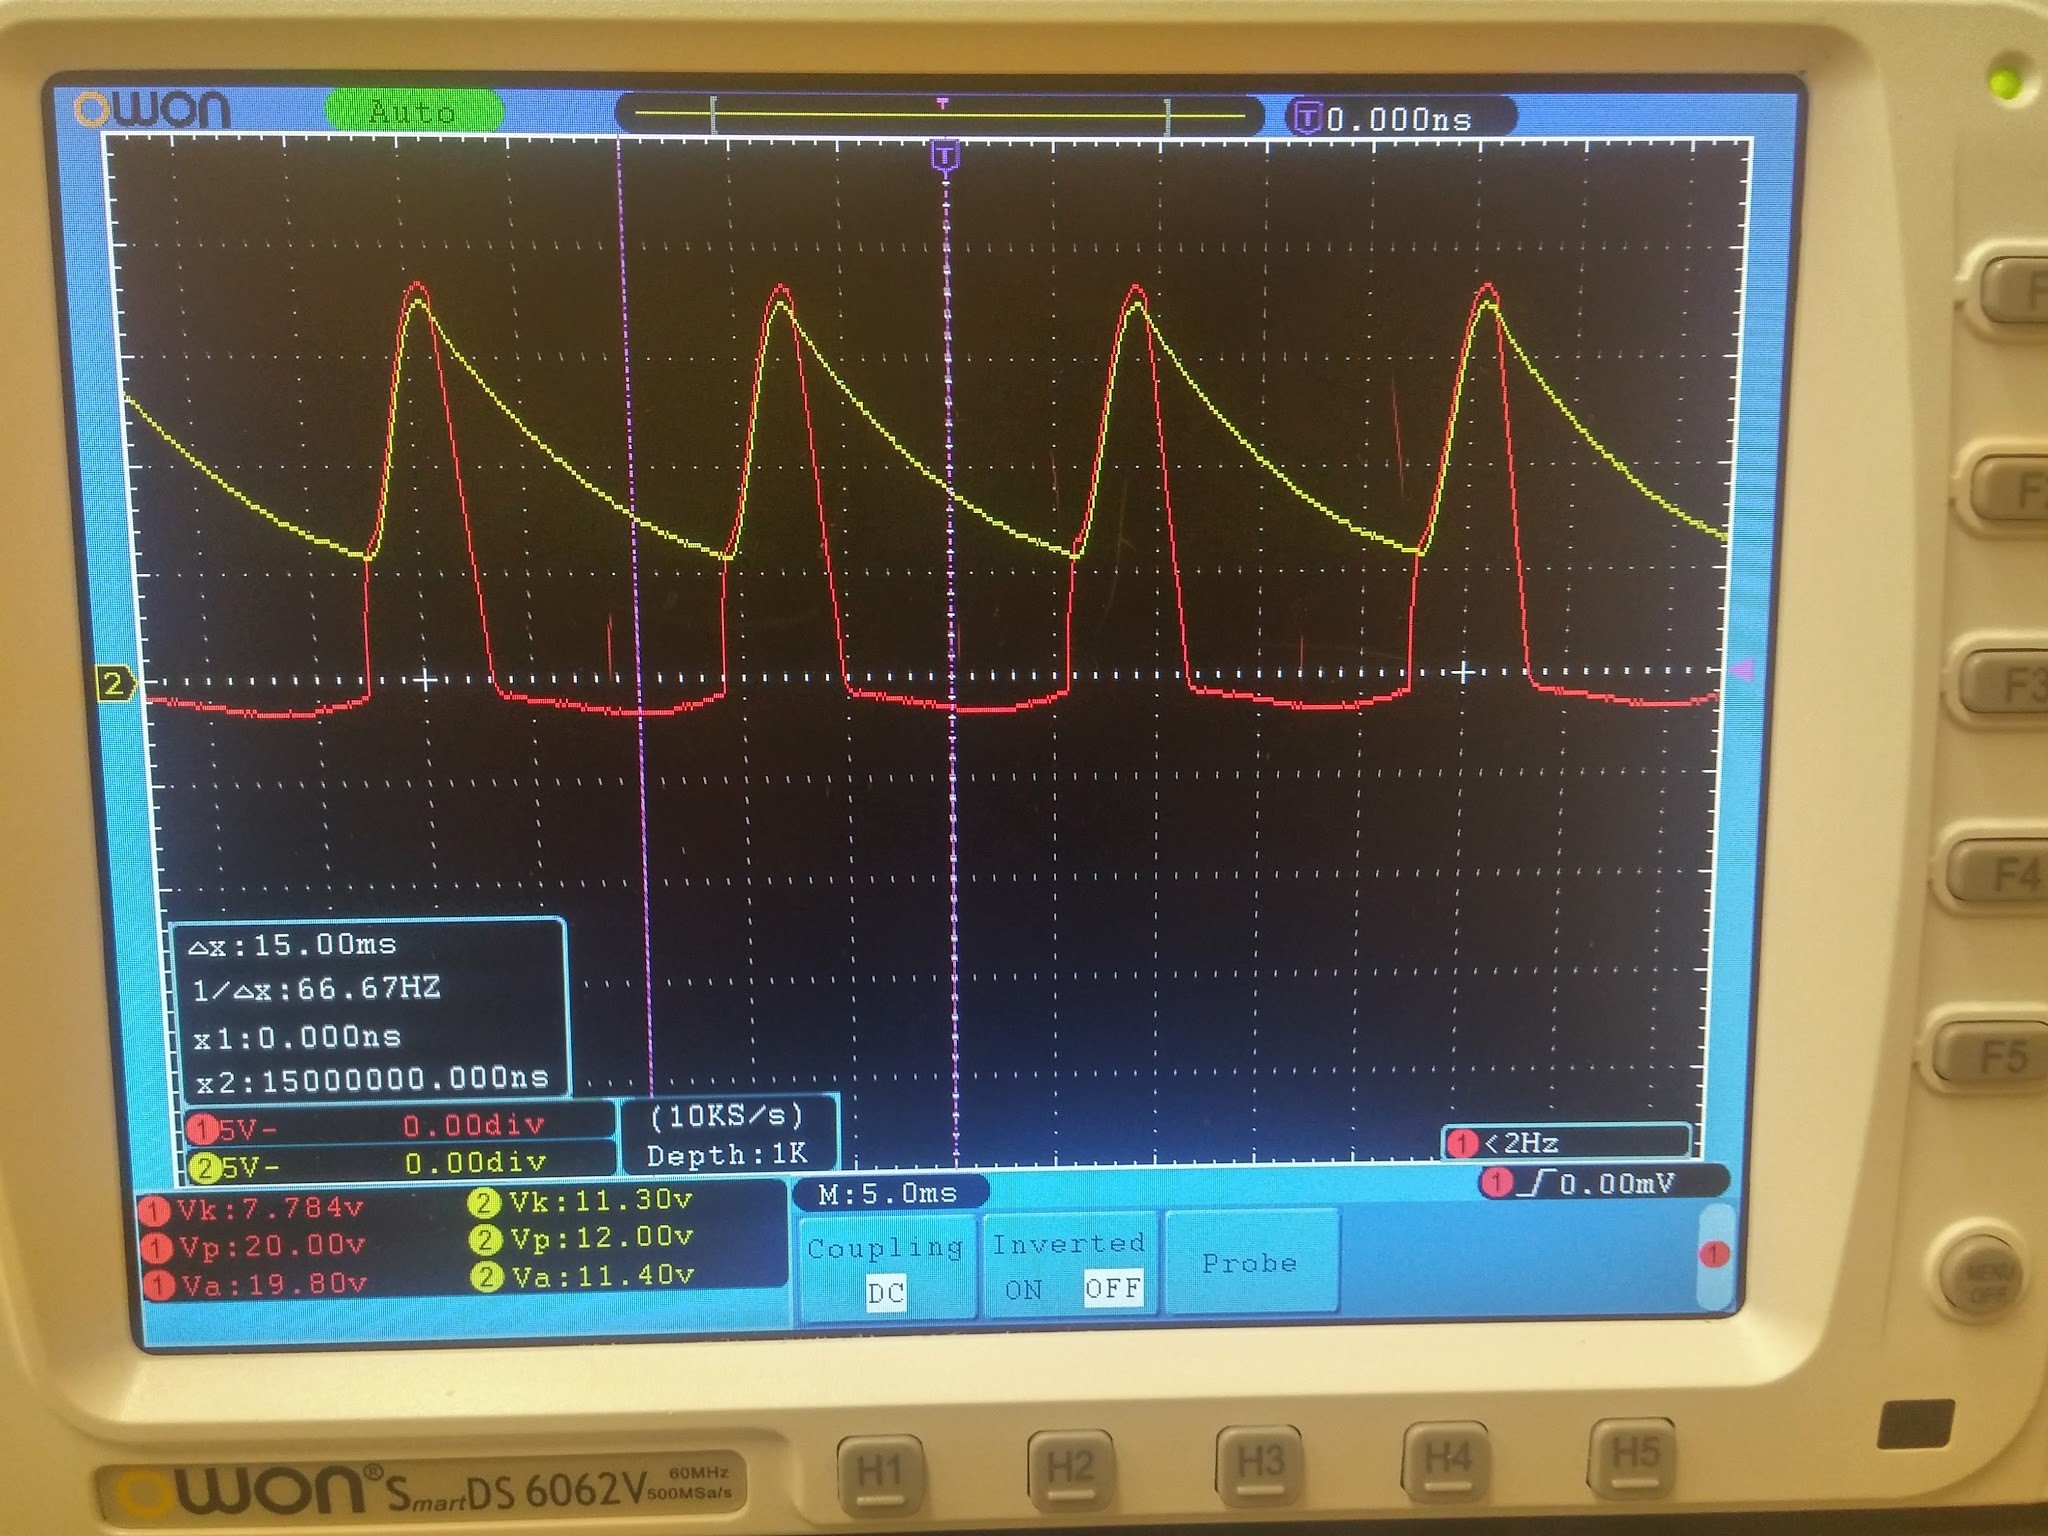 owon Auto T 0.000ns
T
2
△x:15.00ms
1/△x:66.67HZ
x1:0.000ns
x2:15000000.000ns
1 5V- 0.00div
2 5V- 0.00div
(10KS/s)
Depth:1K
1 <2Hz
1 Vk:7.784v 2 Vk:11.30v
1 Vp:20.00v 2 Vp:12.00v
1 Va:19.80v 2 Va:11.40v
M:5.0ms
1 0.00mV
Coupling
DC
Inverted
ON OFF
Probe
1
F3
F4
F5
MENU
OFF
H1 H2 H3 H4 H5
owon® SmartDS 6062V 60MHz
500MSa/s